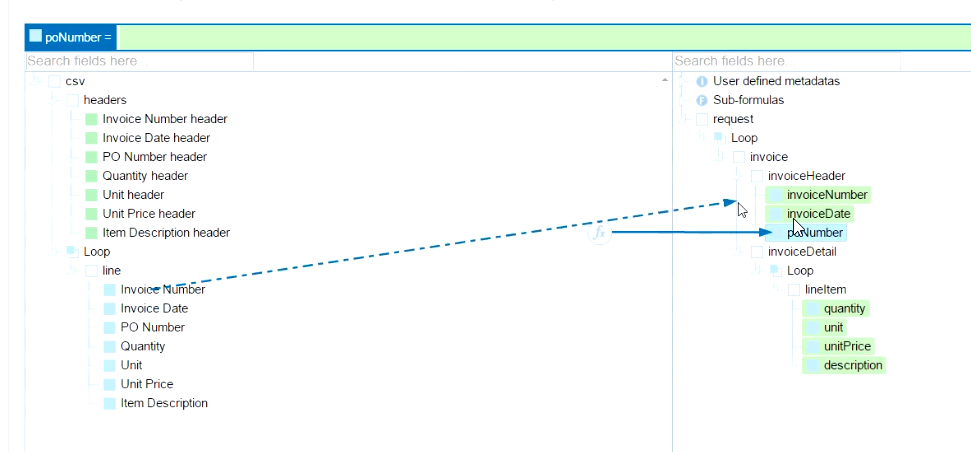 poNumber =
Search fields here
csv
headers
Invoice Number header
Invoice Date header
PO Number header
Quantity header
Unit header
Unit Price header
Item Description header
Loop
line
Invoice Number
Invoice Date
PO Number
Quantity
Unit
Unit Price
Item Description
fx
Search fields here
I User defined metadatas
F Sub-formulas
request
Loop
invoice
invoiceHeader
invoiceNumber
invoiceDate
poNumber
invoiceDetail
Loop
lineItem
quantity
unit
unitPrice
description